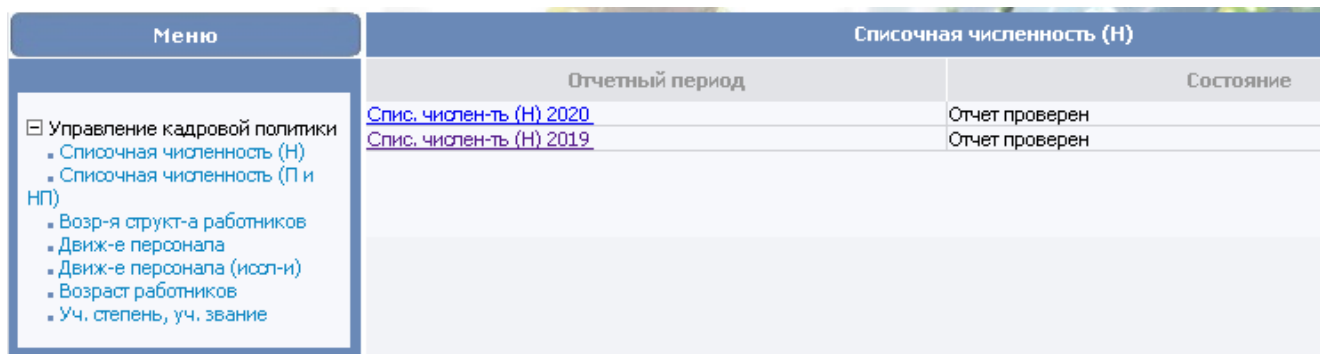 Меню
Списочная численность (Н)
Отчетный период
Состояние
Спис. числен-ть (Н) 2020
Отчет проверен
Спис. числен-ть (Н) 2019
Отчет проверен
Управление кадровой политики
Списочная численность (Н)
Списочная численность (П и
НП)
Возр-я структ-а работников
Движ-е персонала
Движ-е персонала (иссл-и)
Возраст работников
Уч. степень, уч. звание